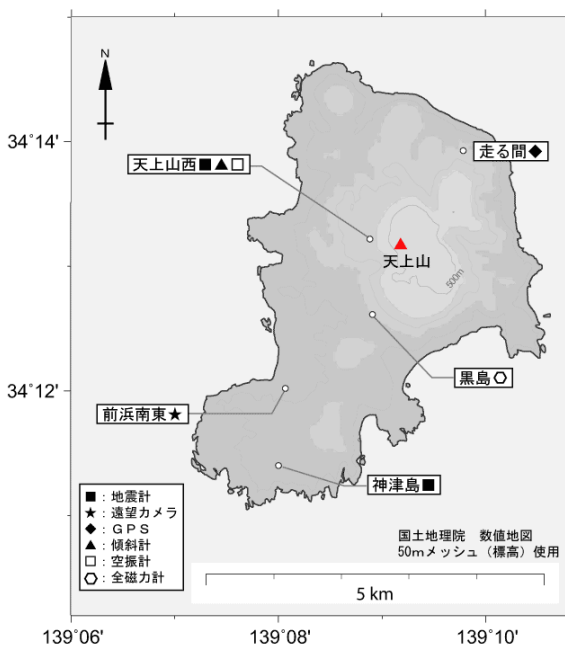 N
34˚14'
走る間◆
天上山西■▲□
天上山
500m
34˚12'
黒島⎔
前浜南東★
神津島■
■：地震計
★：遠望カメラ
◆：ＧＰＳ
▲：傾斜計
□：空振計
⎔：全磁力計
国土地理院　数値地図
50mメッシュ（標高）使用
5 km
139˚06'
139˚08'
139˚10'